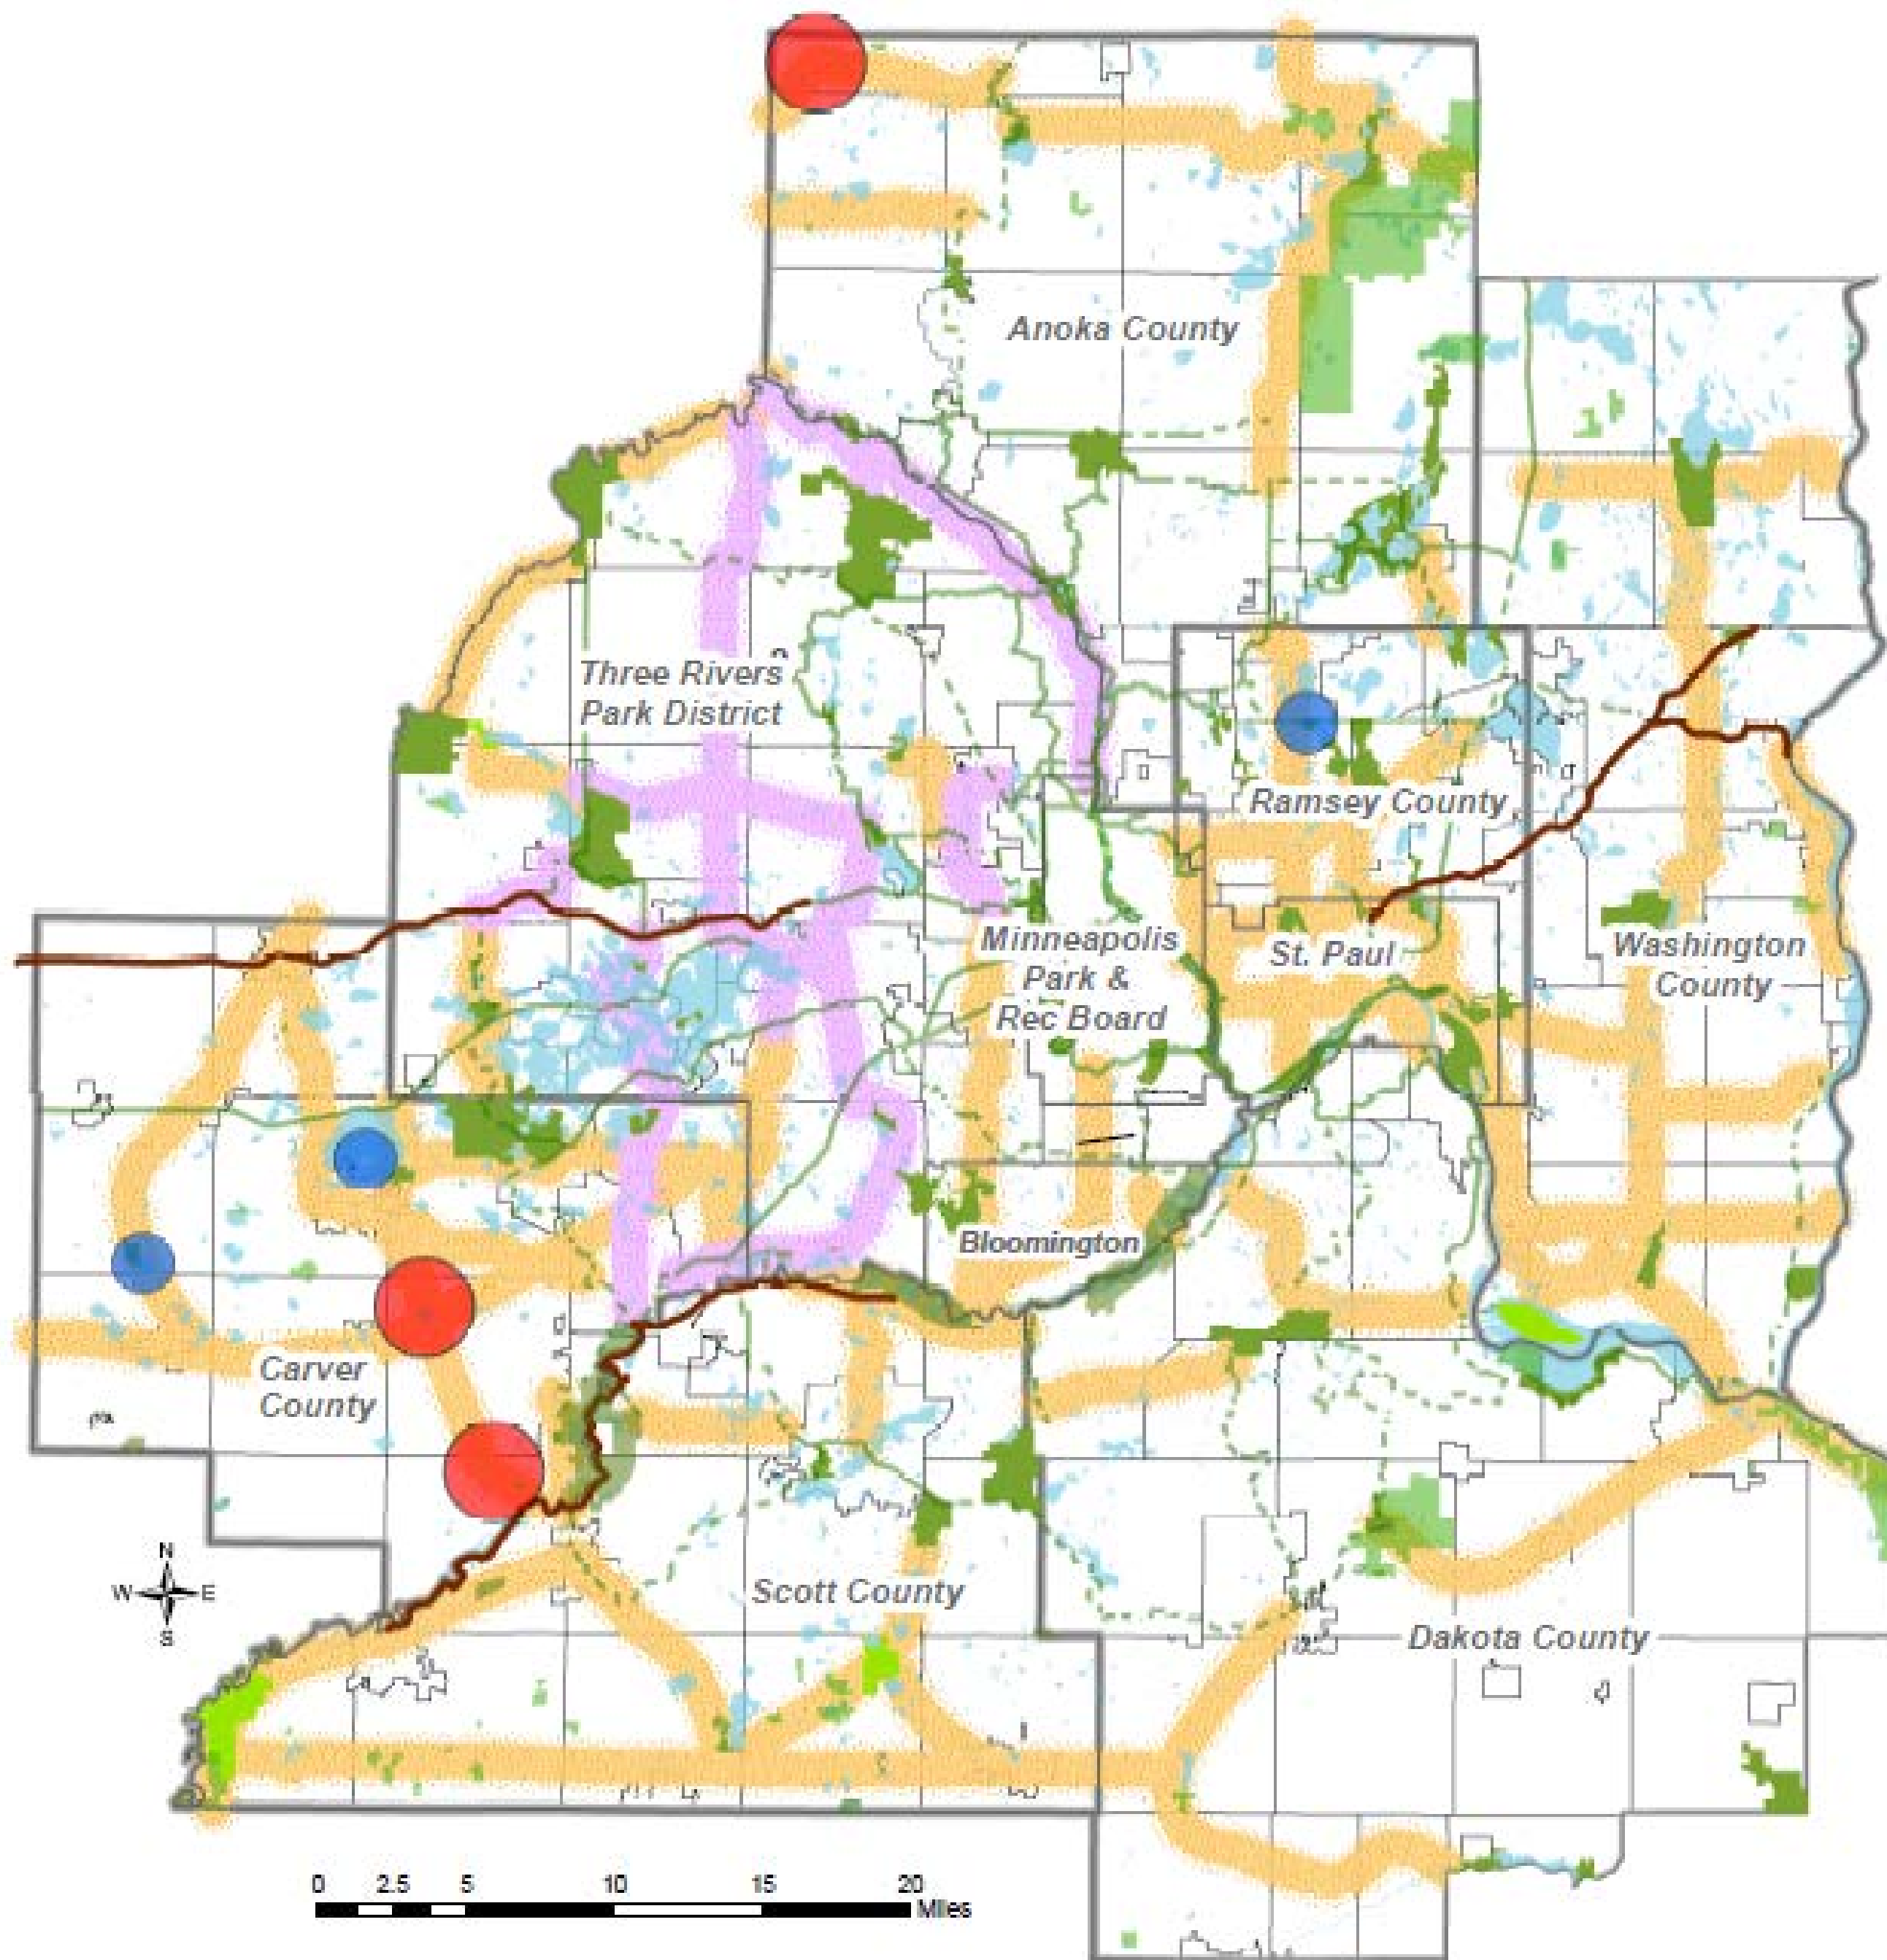 Anoka County
Three Rivers
Park District
Ramsey County
Minneapolis
Park &
Rec Board
St. Paul
Washington
County
Bloomington
Carver
County
N
W E
S
Scott County
Dakota County
0 2.5 5 10 15 20
Miles